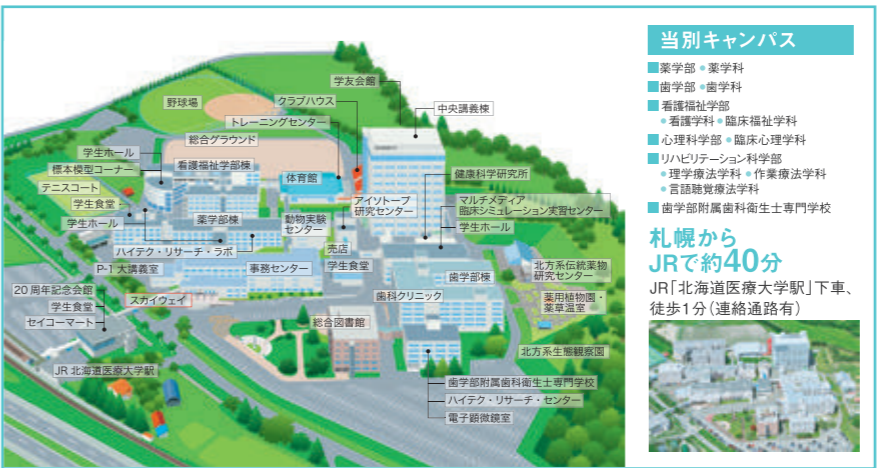 学友会館
野球場
クラブハウス
中央講義棟
トレーニングセンター
総合グラウンド
学生ホール
標本模型コーナー
看護福祉学部棟
体育館
健康科学研究所
テニスコート
アイソトープ
研究センター
マルチメディア
臨床シミュレーション実習センター
学生食堂
薬学部棟
動物実験
センター
学生ホール
学生ホール
ハイテク・リサーチ・ラボ
売店
学生食堂
P-1 大講義室
事務センター
歯学部棟
北方系伝統薬物
研究センター
20周年記念会館
学生食堂
セイコーマート
スカイウェイ
歯科クリニック
薬用植物園・
薬草温室
総合図書館
北方系生態観察園
JR 北海道医療大学駅
歯学部附属歯科衛生士専門学校
ハイテク・リサーチ・センター
電子顕微鏡室
当別キャンパス
■薬学部 ●薬学科
■歯学部 ●歯学科
■看護福祉学部
●看護学科 ●臨床福祉学科
■心理科学部 ●臨床心理学科
■リハビリテーション科学部
●理学療法学科 ●作業療法学科
●言語聴覚療法学科
■歯学部附属歯科衛生士専門学校
札幌から
JRで約40分
JR「北海道医療大学駅」下車、
徒歩1分（連絡通路有）